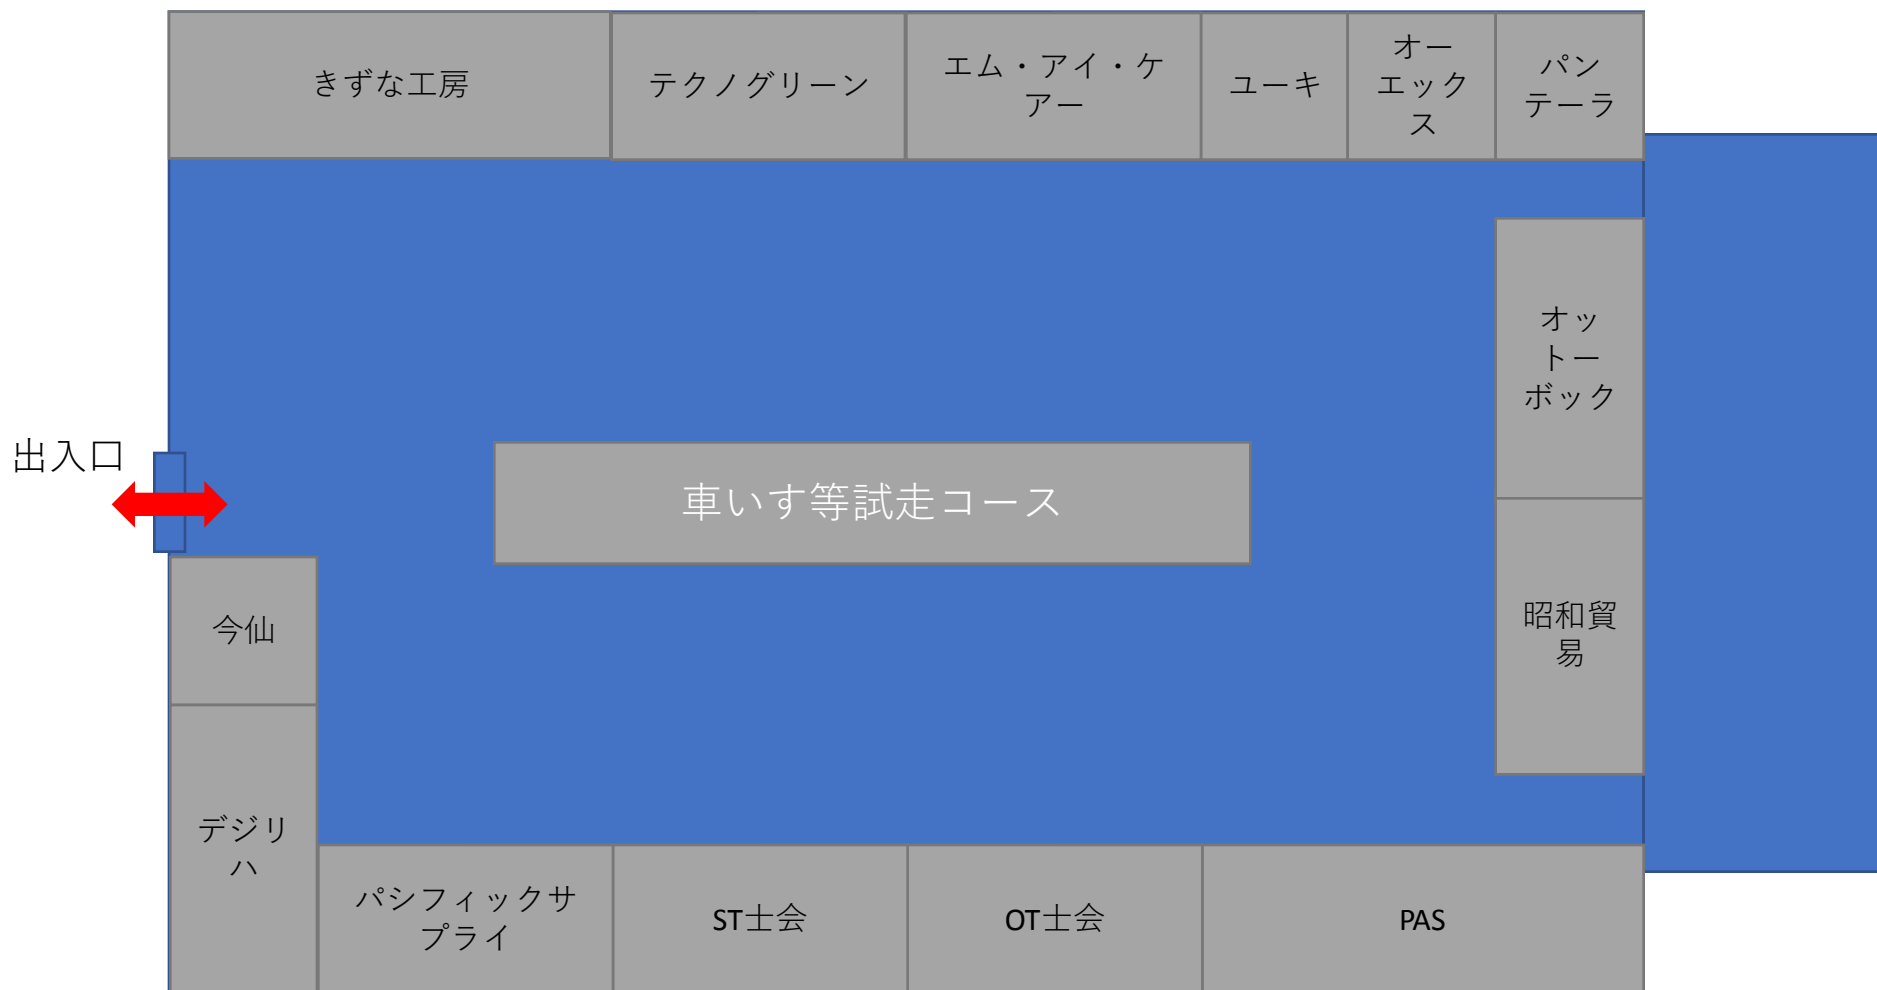 きずな工房
テクノグリーン
エム・アイ・ケ
アー
ユーキ
オー
エック
ス
パン
テーラ
オッ
トー
ボック
出入口
車いす等試走コース
今仙
昭和貿
易
デジリ
ハ
パシフィックサ
プライ
ST士会
OT士会
PAS